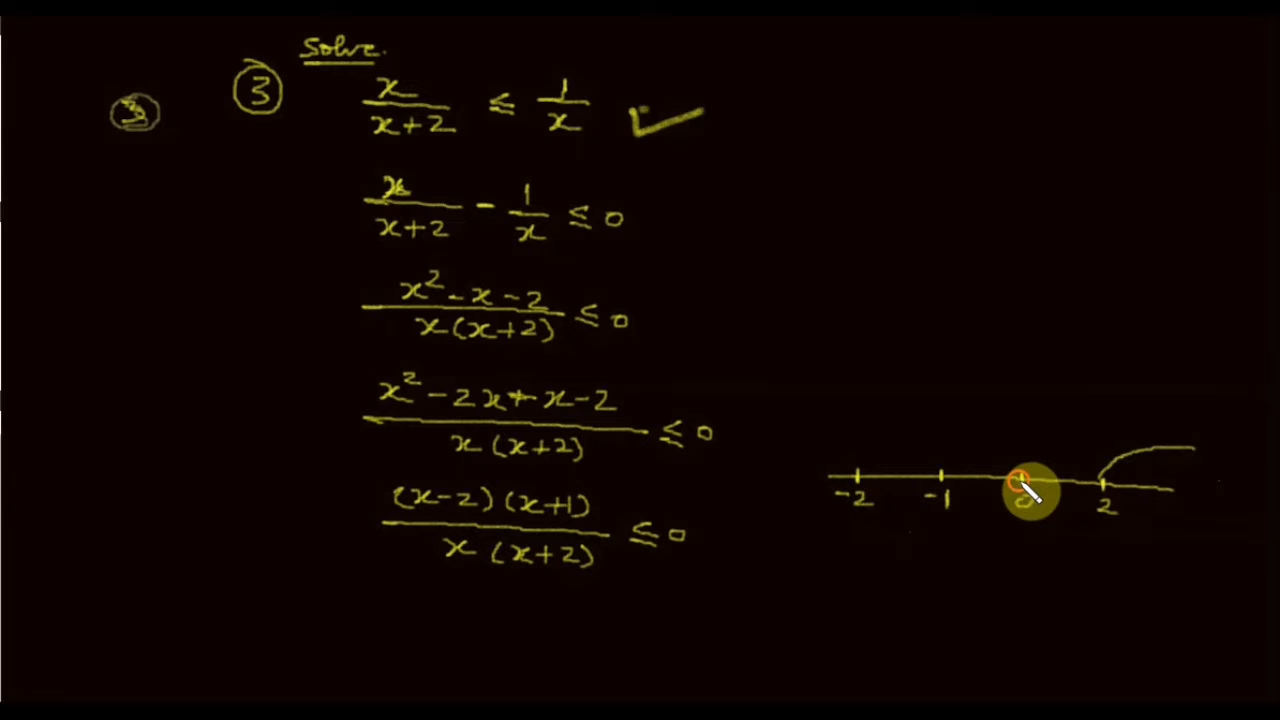 Solve.
3 3 x/(x+2) ≤ 1/x
x/(x+2) - 1/x ≤ 0
(x² - x - 2)/(x(x+2)) ≤ 0
(x² - 2x + x - 2)/(x(x+2)) ≤ 0
((x-2)(x+1))/(x(x+2)) ≤ 0
-2 -1 0 2